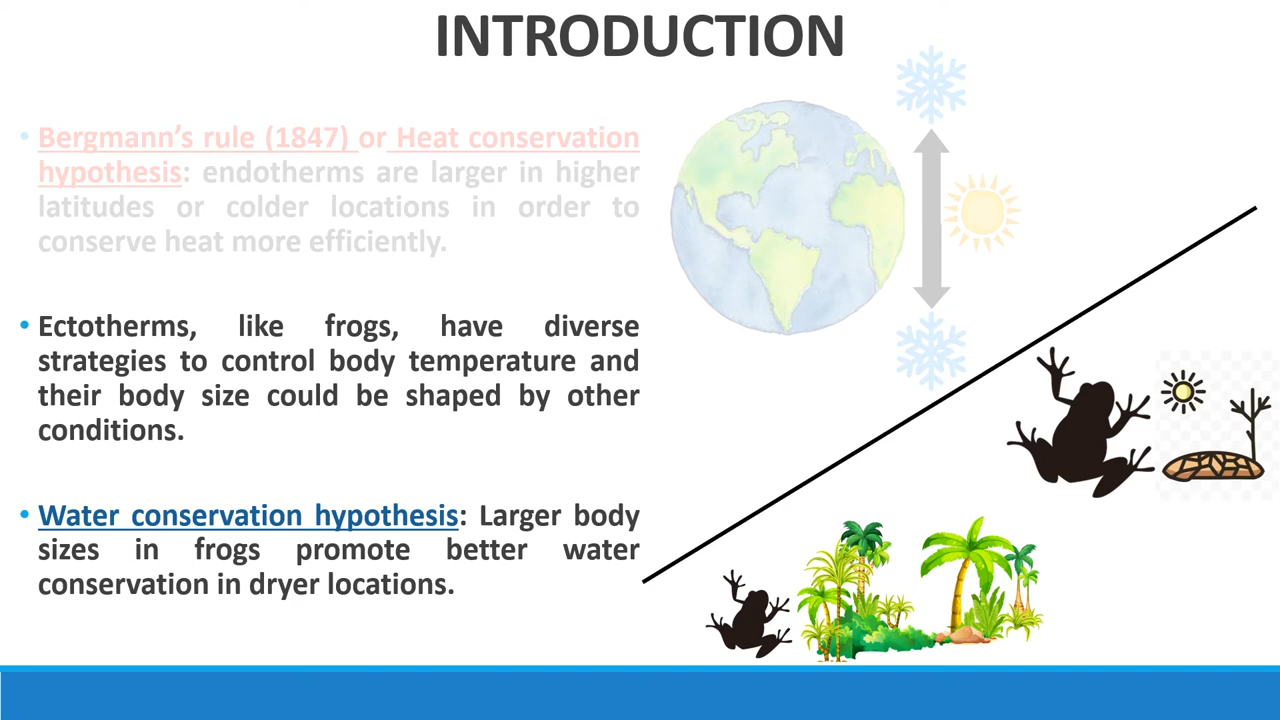 INTRODUCTION
• Bergmann’s rule (1847) or Heat conservation
hypothesis: endotherms are larger in higher
latitudes or colder locations in order to
conserve heat more efficiently.
• Ectotherms, like frogs, have diverse
strategies to control body temperature and
their body size could be shaped by other
conditions.
• Water conservation hypothesis: Larger body
sizes in frogs promote better water
conservation in dryer locations.